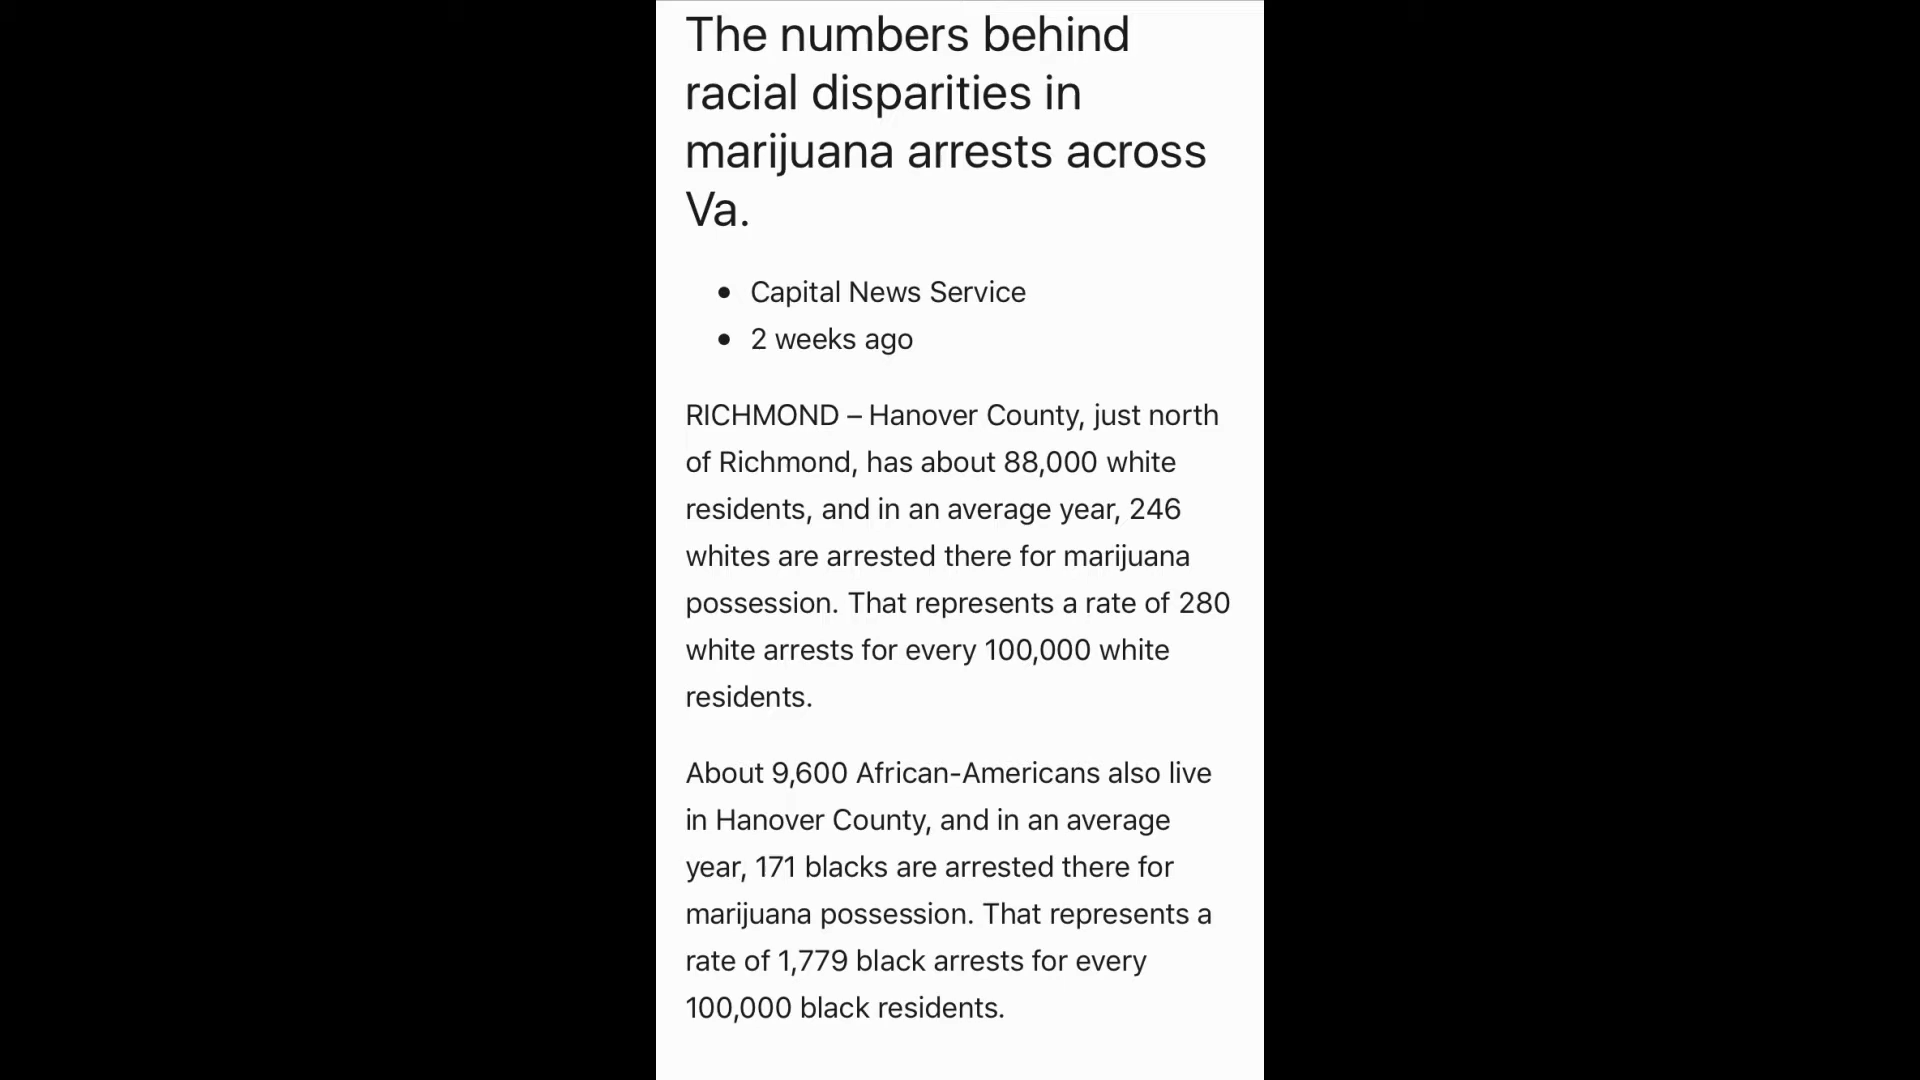 The numbers behind
racial disparities in
marijuana arrests across
Va.
• Capital News Service
• 2 weeks ago
RICHMOND – Hanover County, just north
of Richmond, has about 88,000 white
residents, and in an average year, 246
whites are arrested there for marijuana
possession. That represents a rate of 280
white arrests for every 100,000 white
residents.
About 9,600 African-Americans also live
in Hanover County, and in an average
year, 171 blacks are arrested there for
marijuana possession. That represents a
rate of 1,779 black arrests for every
100,000 black residents.